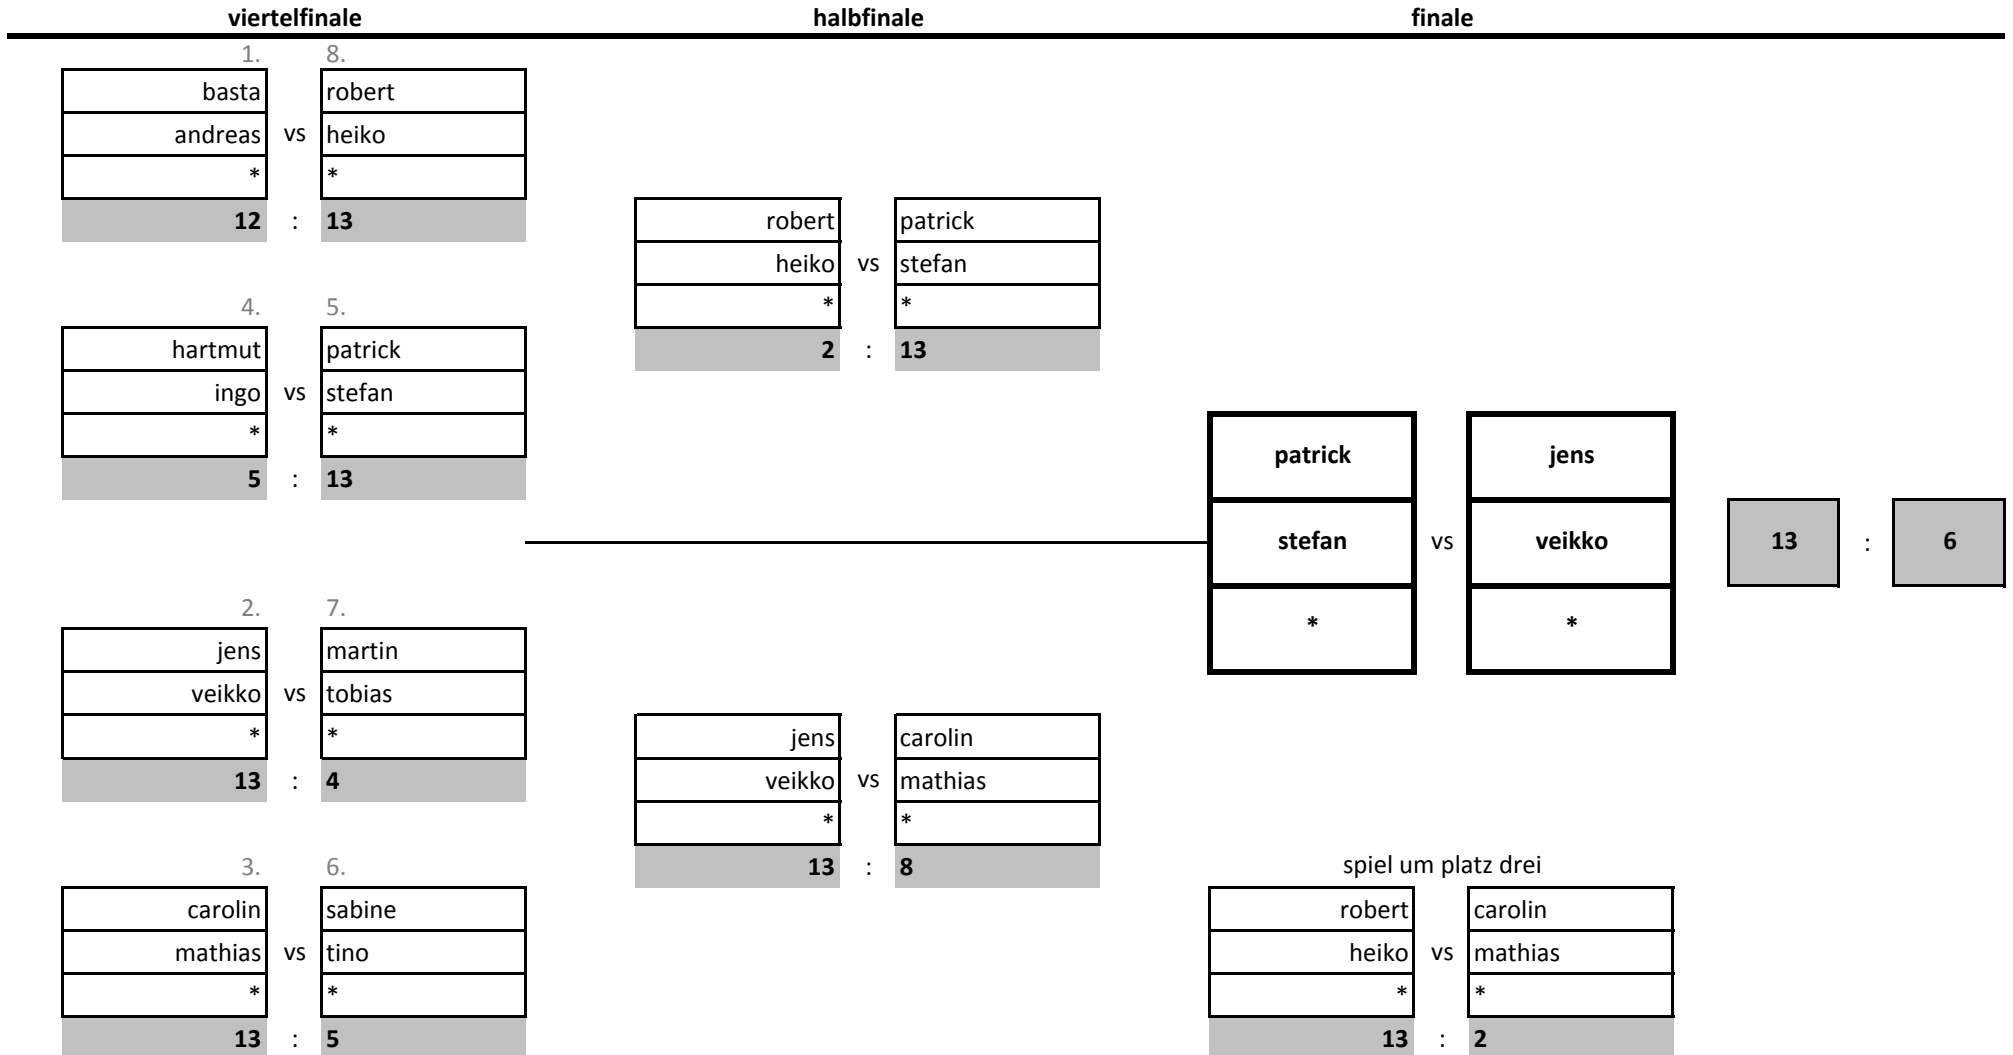 viertelfinale halbfinale finale
1. 8.
basta robert
andreas vs heiko
* *
12 : 13
robert patrick
heiko vs stefan
* *
2 : 13
4. 5.
hartmut patrick
ingo vs stefan
* *
5 : 13
patrick jens
stefan vs veikko 13 : 6
* *
2. 7.
jens martin
veikko vs tobias
* *
13 : 4
jens carolin
veikko vs mathias
* *
13 : 8
3. 6.
carolin sabine
mathias vs tino
* *
13 : 5
spiel um platz drei
robert carolin
heiko vs mathias
* *
13 : 2